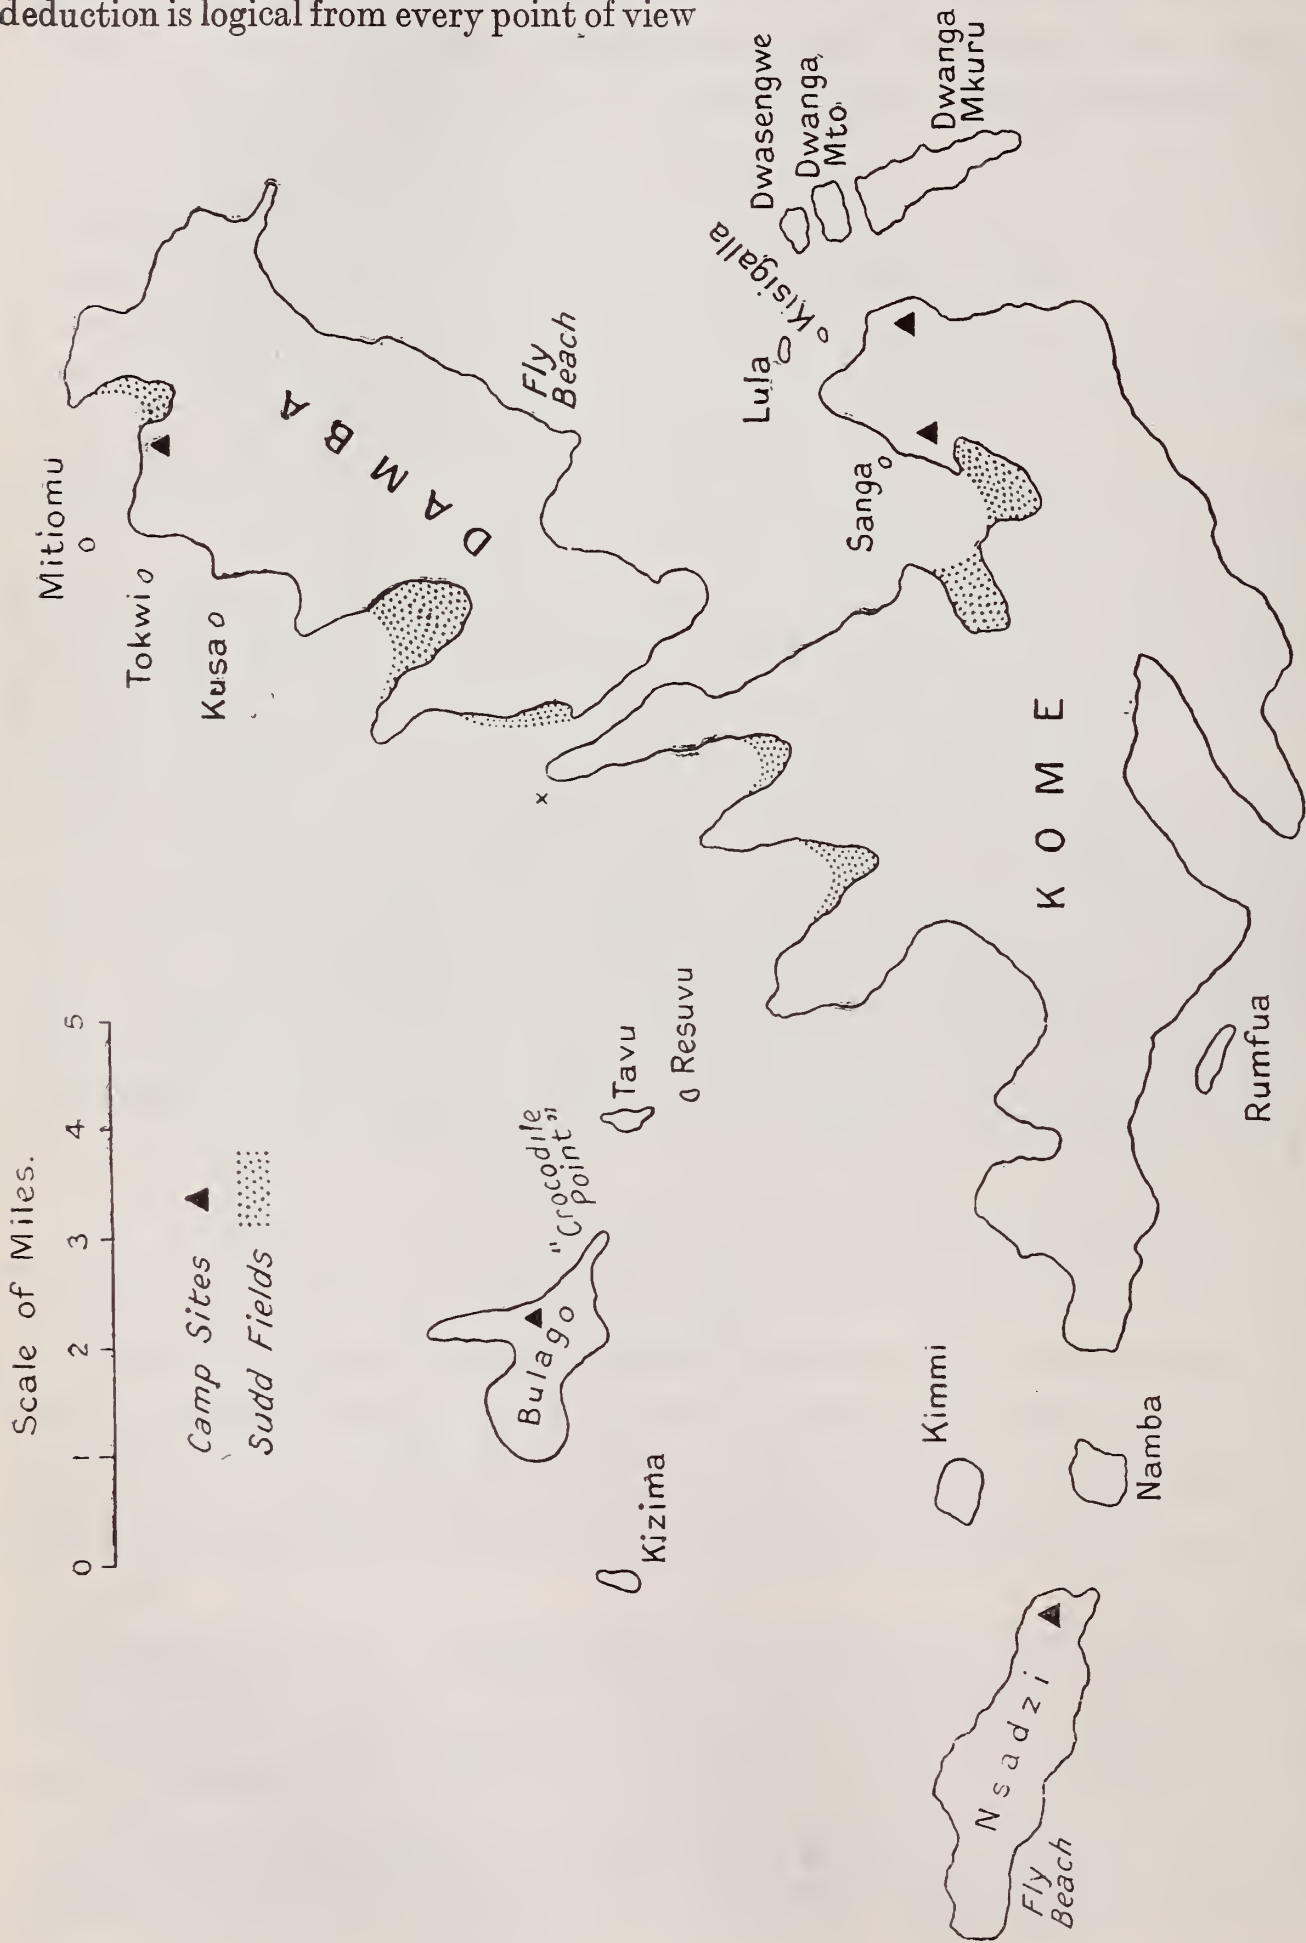 deduction is logical from every point of view
Scale of Miles.
0 1 2 3 4 5
Camp Sites
Sudd Fields
Mitiomu
Tokwi
Kusa
DAMBA
Fly
Beach
Dwasengwe
Dwanga
Mto
Dwanga
Mkuru
Kisigalla
Lula
Sanga
x
KOME
"Crocodile
Point"
Tavu
Resuvu
Bulago
Kizima
Rumfua
Kimmi
Namba
Nsadzi
Fly
Beach